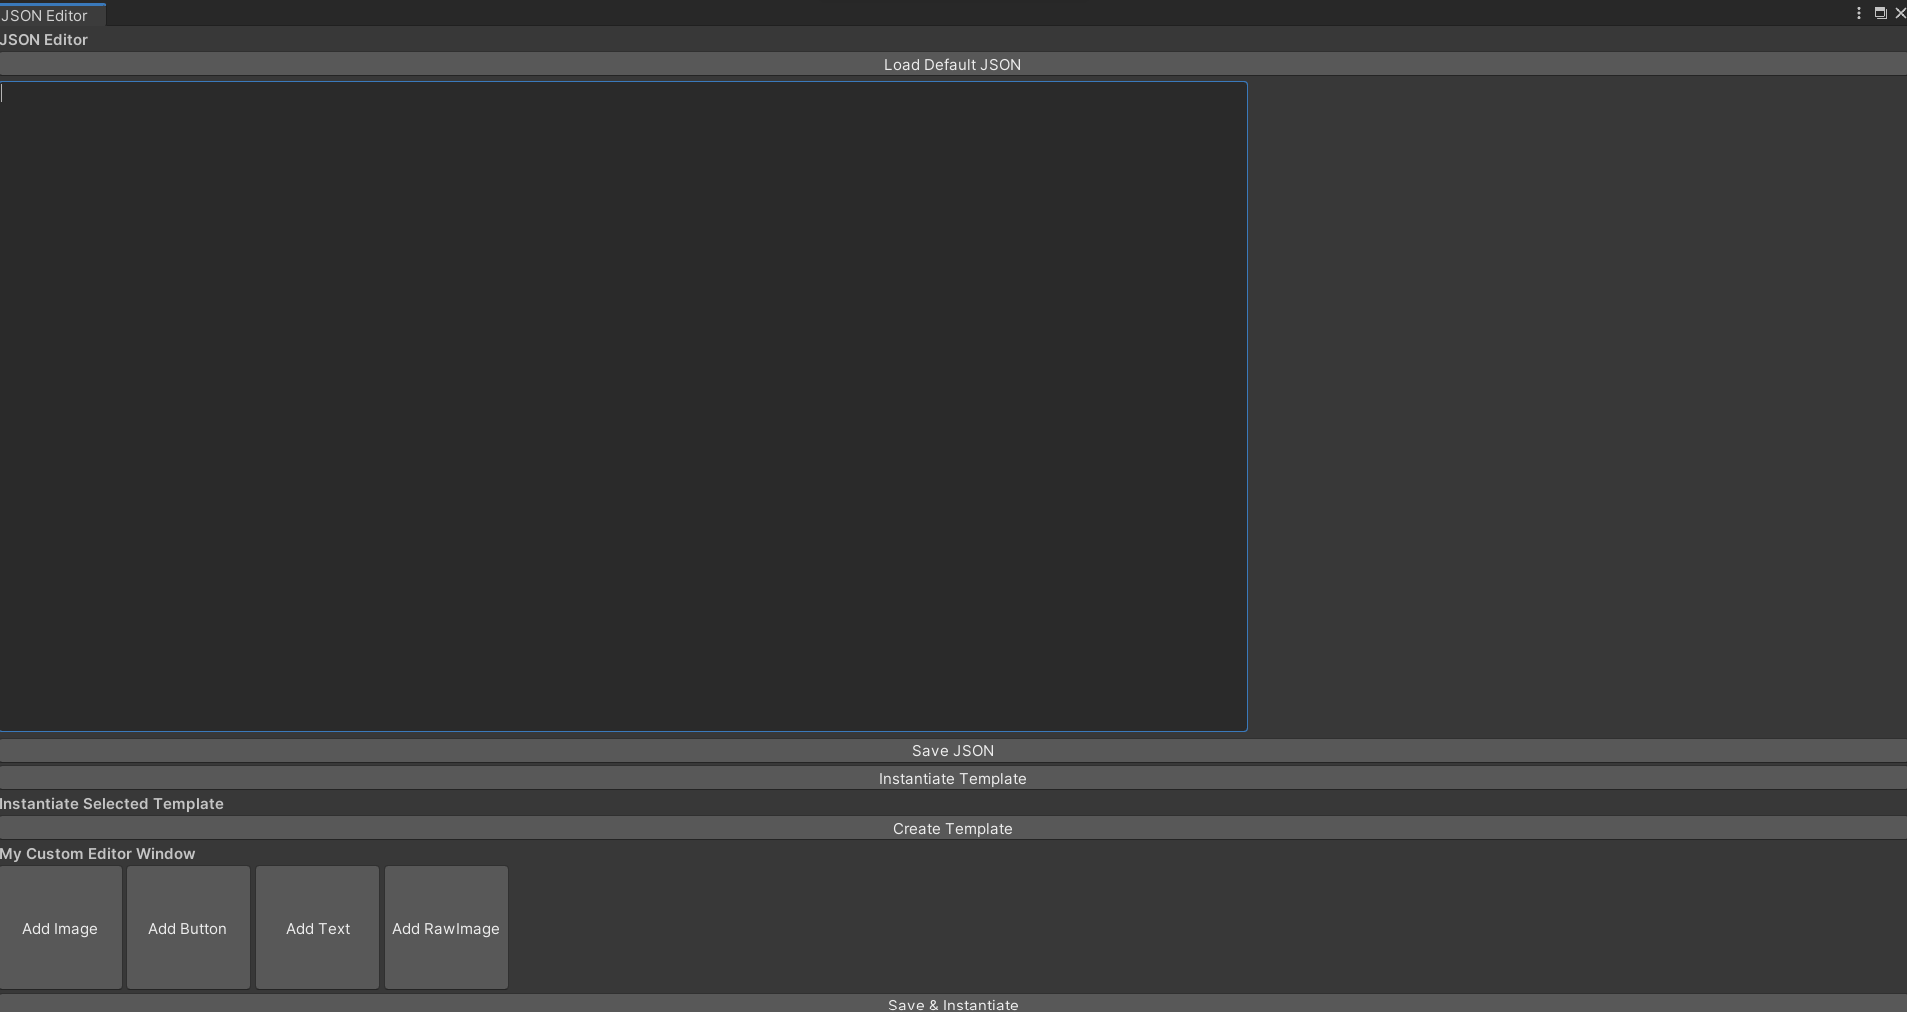 JSON Editor
JSON Editor
Load Default JSON
Save JSON
Instantiate Template
Instantiate Selected Template
Create Template
My Custom Editor Window
Add Image
Add Button
Add Text
Add RawImage
Save & Instantiate